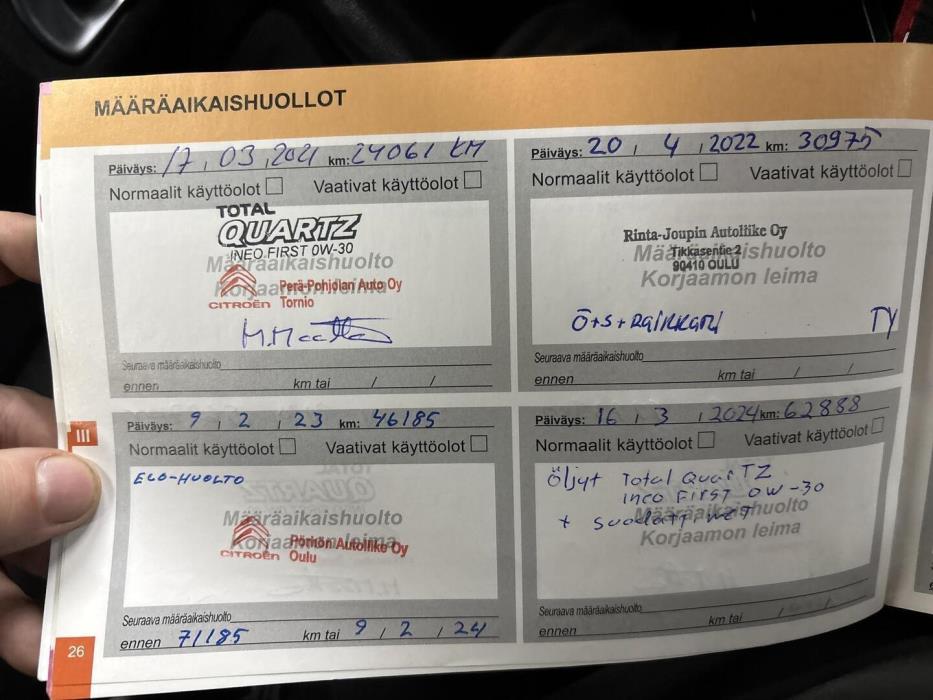 MÄÄRÄAIKAISHUOLLOT
Päiväys: 17 , 03 , 2021 km: 24061 KM
Normaalit käyttöolot Vaativat käyttöolot
TOTAL
QUARTZ
INEO FIRST 0W-30
Määräaikaishuolto
Korjaamon leima
CITROËN
Perä-Pohjolan Auto Oy
Tornio
Seuraava määräaikaishuolto
ennen km tai / /
Päiväys: 20 / 4 , 2022 km: 30975
Normaalit käyttöolot Vaativat käyttöolot
Rinta-Joupin Autoliike Oy
Tikkasentie 2
90410 OULU
Määräaikaishuolto
Korjaamon leima
Ö+S+RAIKKARI TY
Seuraava määräaikaishuolto
ennen km tai / /
III
Päiväys: 9 , 2 , 23 km: 46185
Normaalit käyttöolot Vaativat käyttöolot
ECO-HUOLTO
Määräaikaishuolto
Korjaamon leima
CITROËN
Pörhön Autoliike Oy
Oulu
Seuraava määräaikaishuolto
ennen 71185 km tai 9 / 2 / 24
Päiväys: 16 / 3 , 2024 km: 62888
Normaalit käyttöolot Vaativat käyttöolot
Öljyt Total QuarTZ
Ineo First 0W-30
+ Suodatt,
Määräaikaishuolto
Korjaamon leima
Seuraava määräaikaishuolto
ennen km tai / /
26